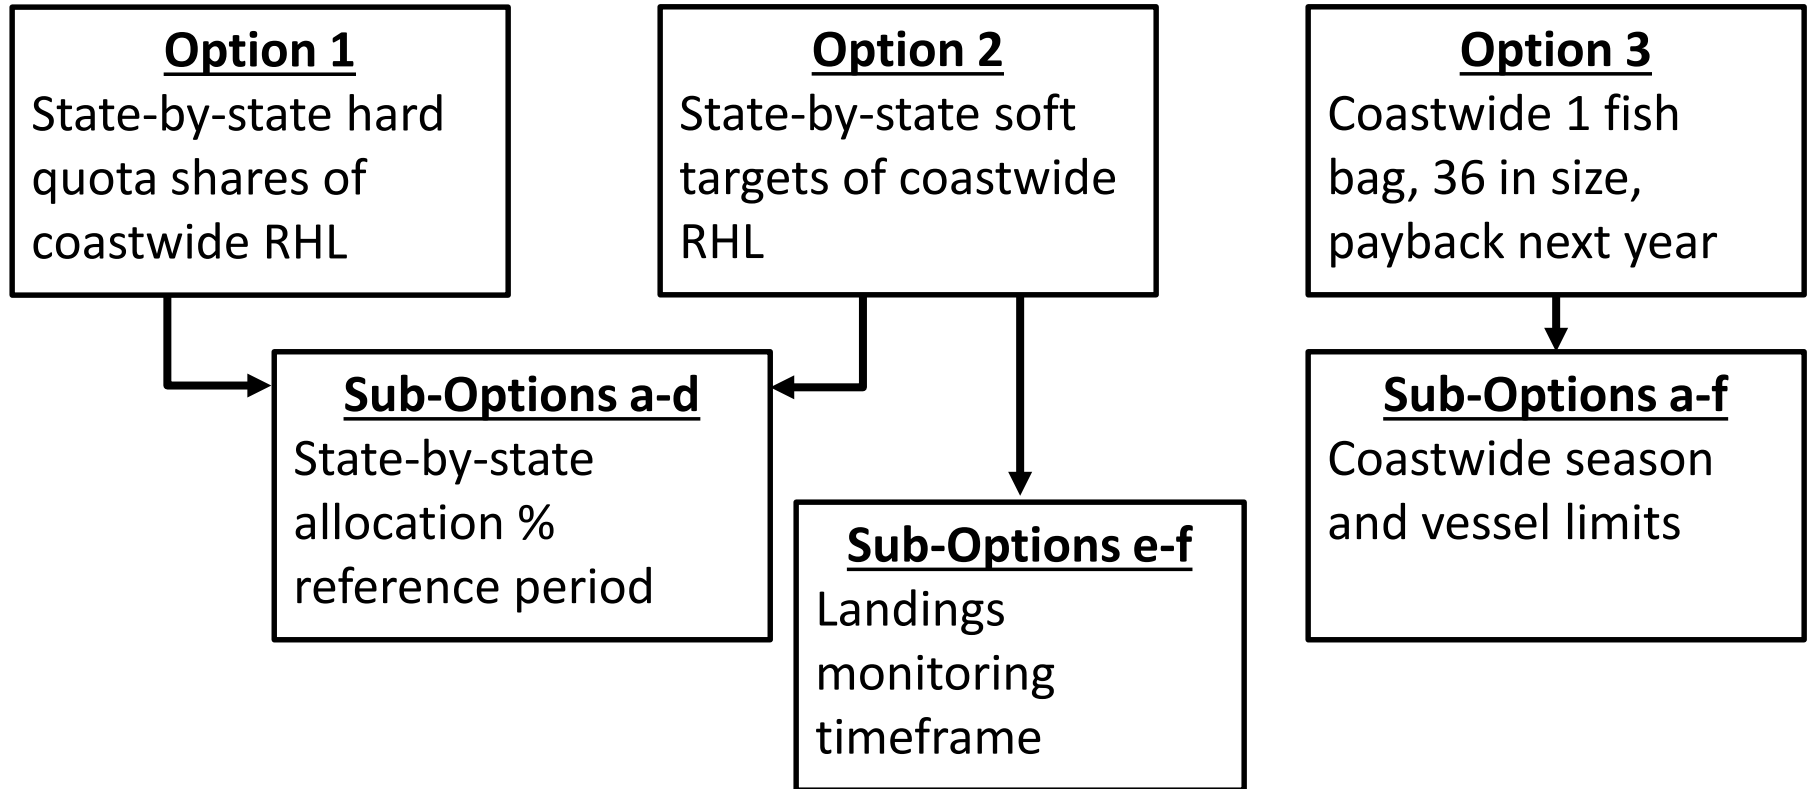 Option 1
State-by-state hard
quota shares of
coastwide RHL
Option 2
State-by-state soft
targets of coastwide
RHL
Option 3
Coastwide 1 fish
bag, 36 in size,
payback next year
Sub-Options a-d
State-by-state
allocation %
reference period
Sub-Options e-f
Landings
monitoring
timeframe
Sub-Options a-f
Coastwide season
and vessel limits